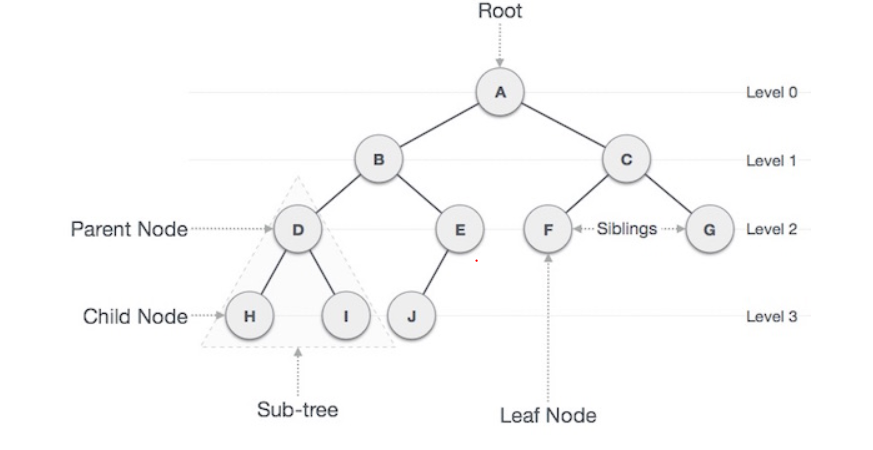 Root
A
Level 0
B
C
Level 1
Parent Node
D
E
F
Siblings
G
Level 2
Child Node
H
I
J
Level 3
Sub-tree
Leaf Node